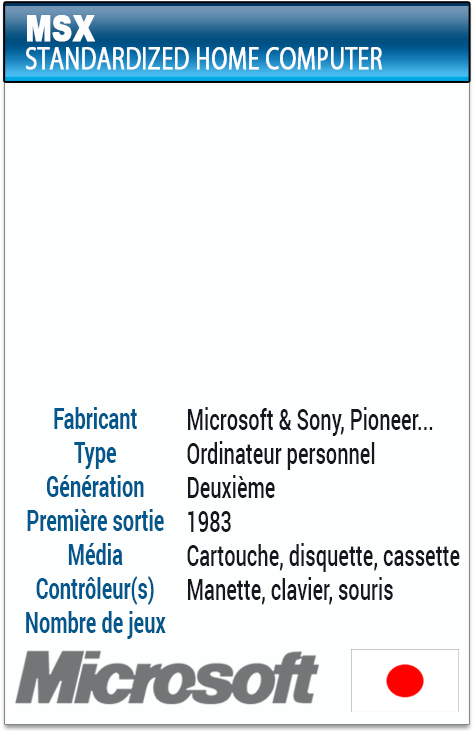 MSX
STANDARDIZED HOME COMPUTER
Fabricant Microsoft & Sony, Pioneer...
Type Ordinateur personnel
Génération Deuxième
Première sortie 1983
Média Cartouche, disquette, cassette
Contrôleur(s) Manette, clavier, souris
Nombre de jeux
Microsoft